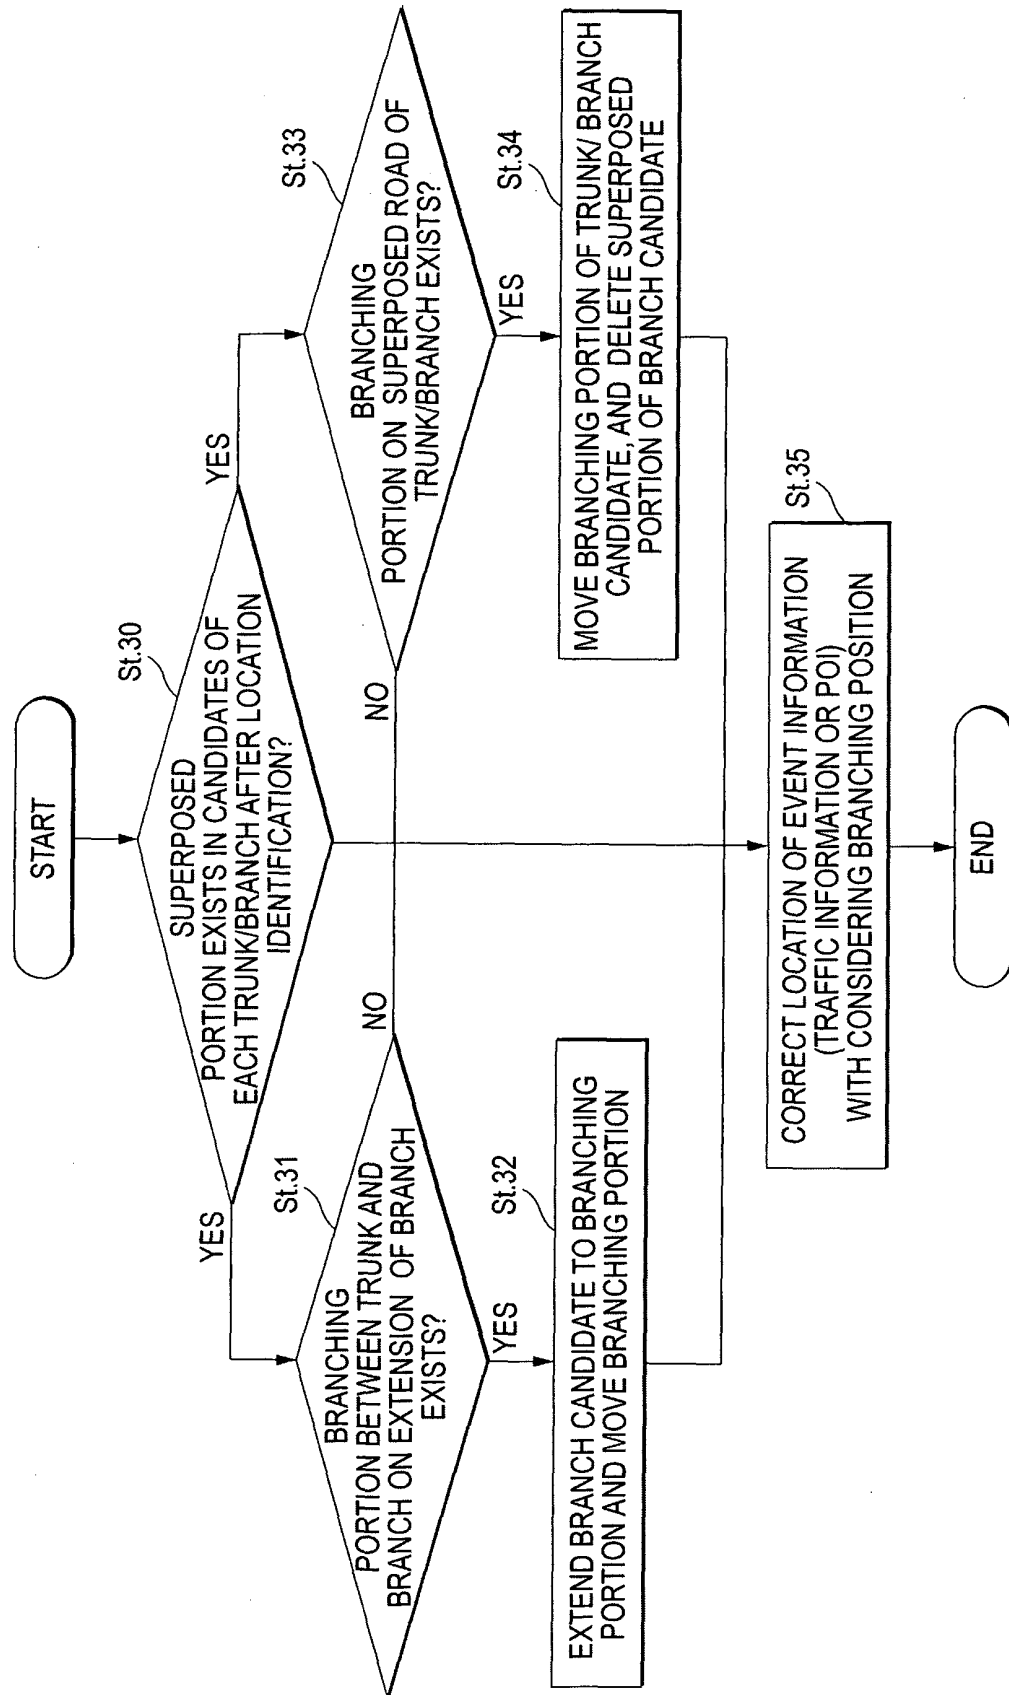 START
St.30
SUPERPOSED
PORTION EXISTS IN CANDIDATES OF
EACH TRUNK/BRANCH AFTER LOCATION
IDENTIFICATION?
YES
YES
St.31
BRANCHING
PORTION BETWEEN TRUNK AND
BRANCH ON EXTENSION OF BRANCH
EXISTS?
NO
YES
St.33
BRANCHING
PORTION ON SUPERPOSED ROAD OF
TRUNK/BRANCH EXISTS?
NO
YES
St.32
EXTEND BRANCH CANDIDATE TO BRANCHING
PORTION AND MOVE BRANCHING PORTION
St.34
MOVE BRANCHING PORTION OF TRUNK/ BRANCH
CANDIDATE, AND DELETE SUPERPOSED
PORTION OF BRANCH CANDIDATE
St.35
CORRECT LOCATION OF EVENT INFORMATION
(TRAFFIC INFORMATION OR POI)
WITH CONSIDERING BRANCHING POSITION
END